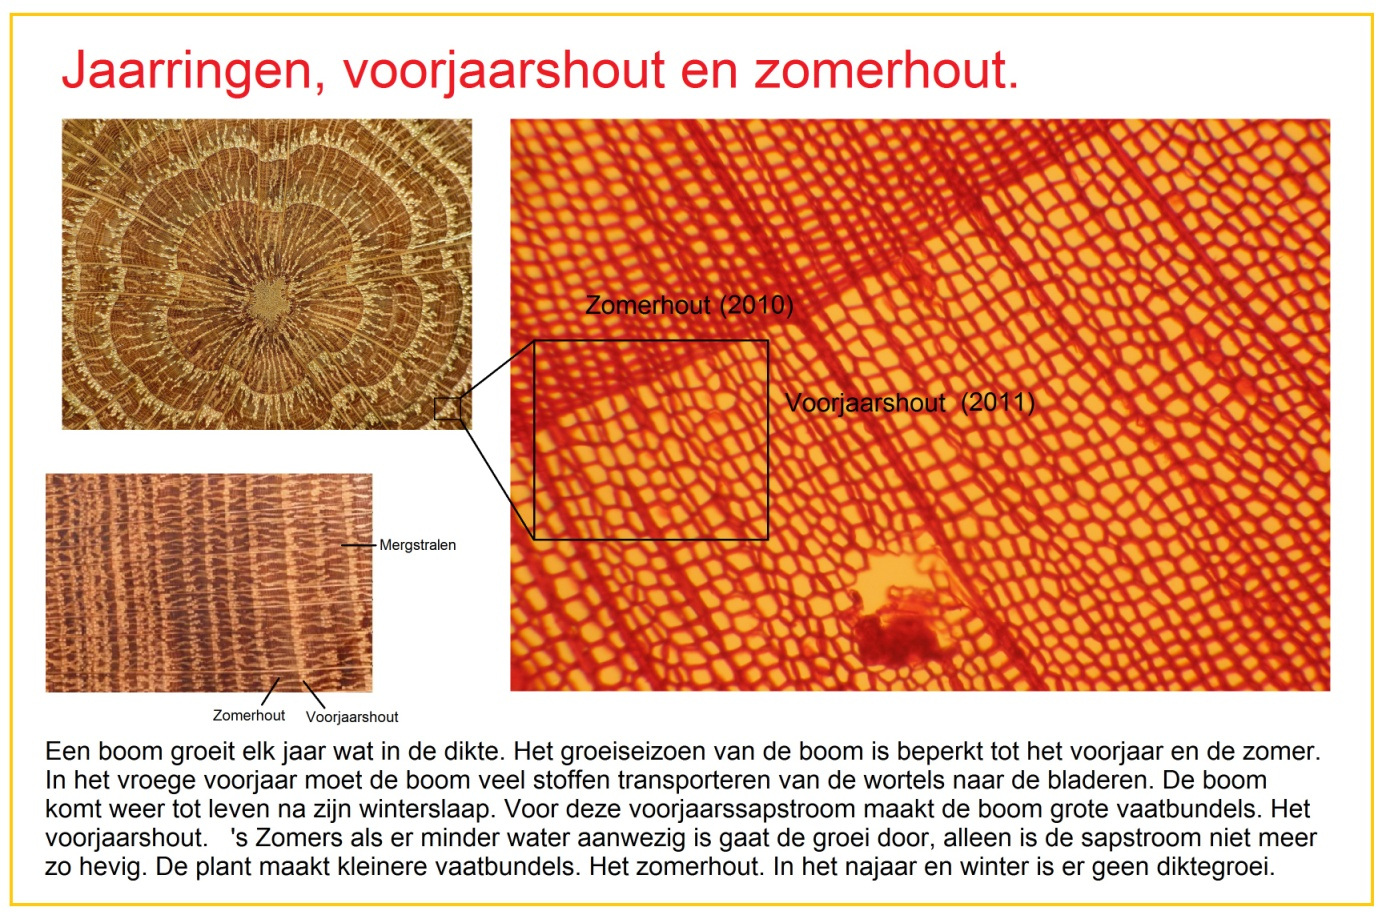 Jaarringen, voorjaarshout en zomerhout.
Zomerhout (2010)
Voorjaarshout (2011)
Mergstralen
Zomerhout
Voorjaarshout
Een boom groeit elk jaar wat in de dikte. Het groeiseizoen van de boom is beperkt tot het voorjaar en de zomer.
In het vroege voorjaar moet de boom veel stoffen transporteren van de wortels naar de bladeren. De boom
komt weer tot leven na zijn winterslaap. Voor deze voorjaarssapstroom maakt de boom grote vaatbundels. Het
voorjaarshout.   's Zomers als er minder water aanwezig is gaat de groei door, alleen is de sapstroom niet meer
zo hevig. De plant maakt kleinere vaatbundels. Het zomerhout. In het najaar en winter is er geen diktegroei.